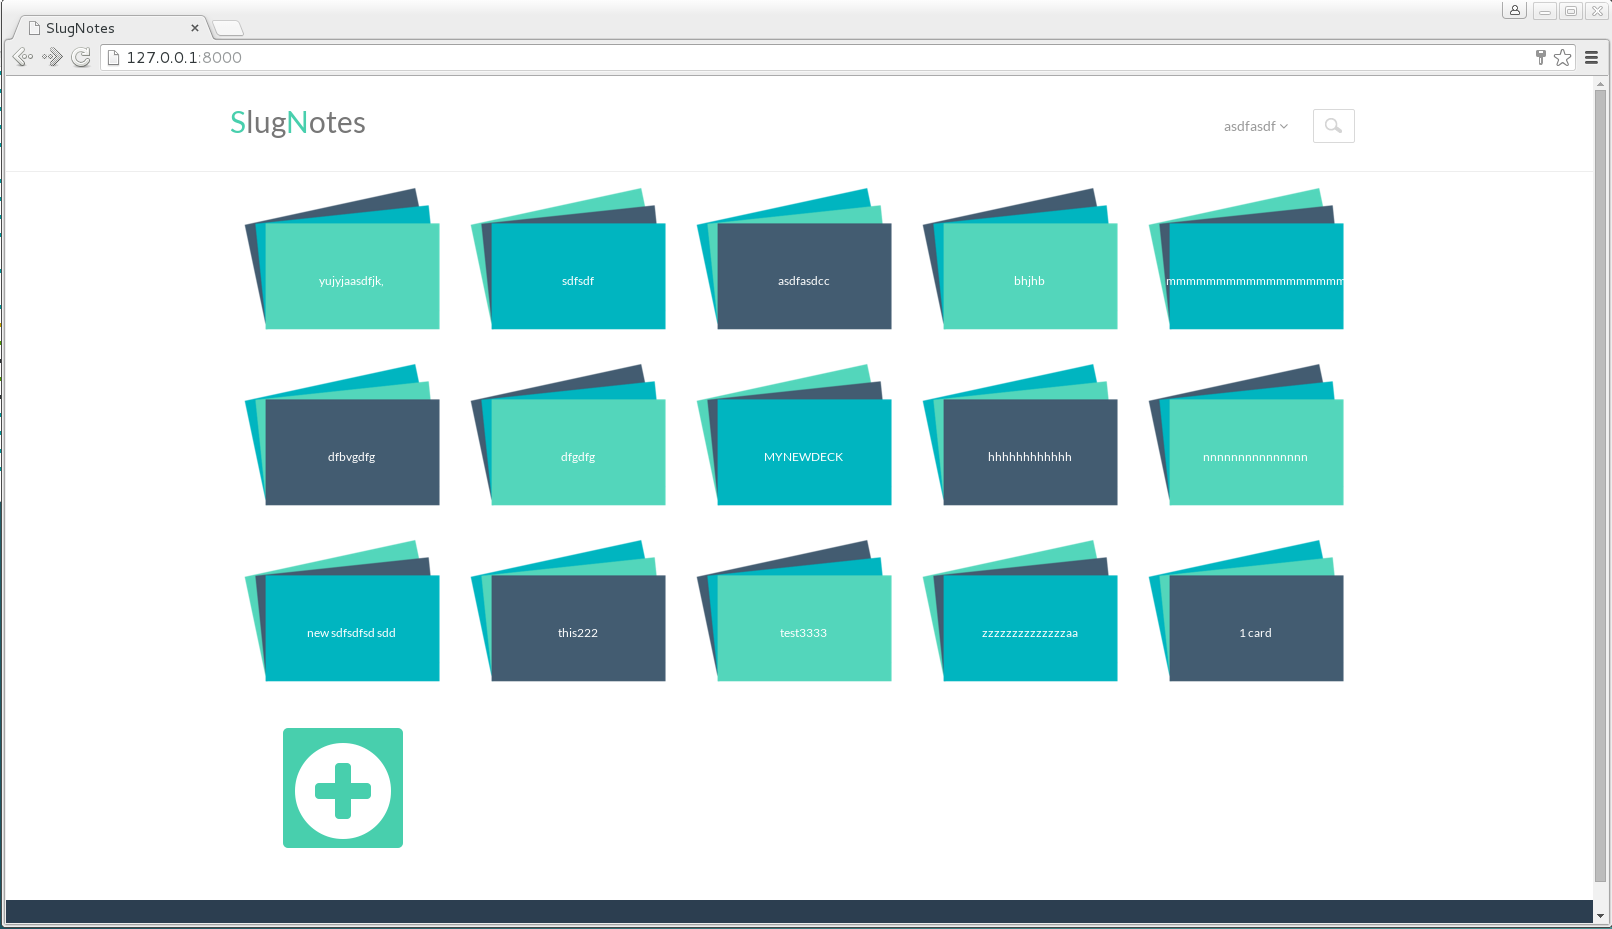 SlugNotes
127.0.0.1:8000
SlugNotes
asdfasdf
yujyjaasdfjk,
sdfsdf
asdfasdcc
bhjhb
mmmmmmmmmmmmmmmmmm
dfbvgdfg
dfgdfg
MYNEWDECK
hhhhhhhhhhhh
nnnnnnnnnnnnnnn
new sdfsdfsd sdd
this222
test3333
zzzzzzzzzzzzzzaa
1 card